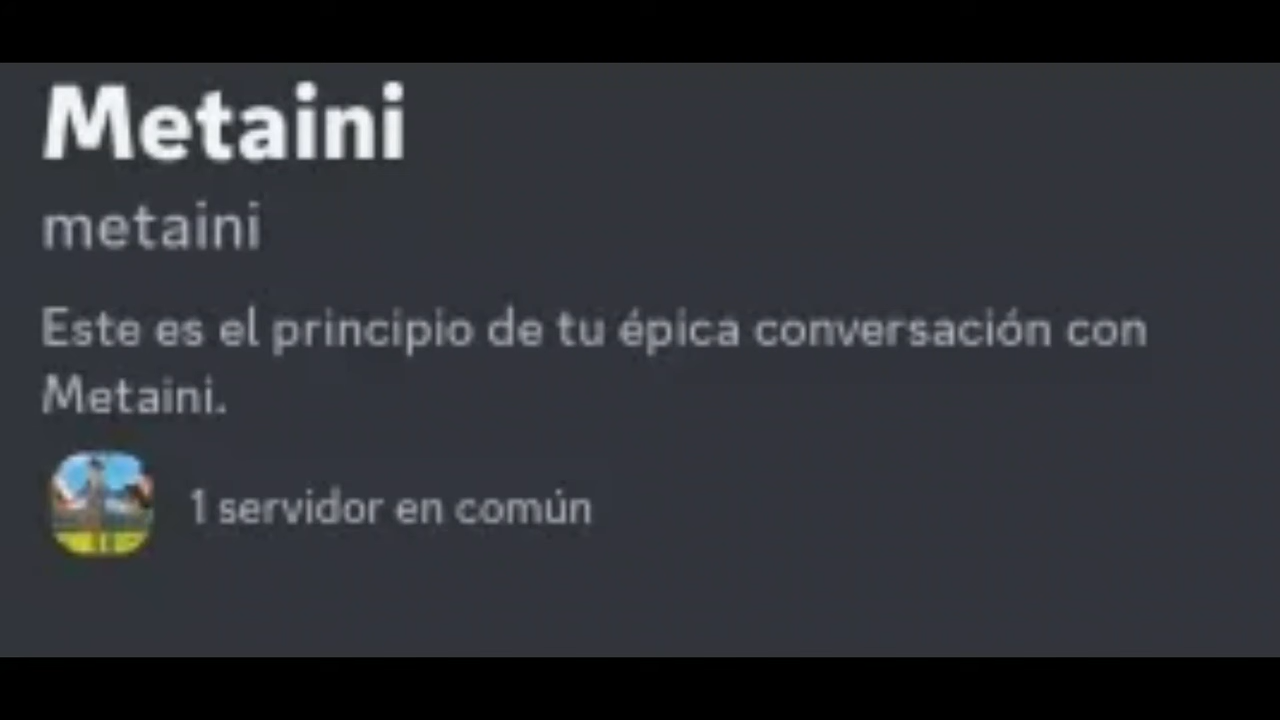 Metaini
metaini
Este es el principio de tu épica conversación con
Metaini.
1 servidor en común